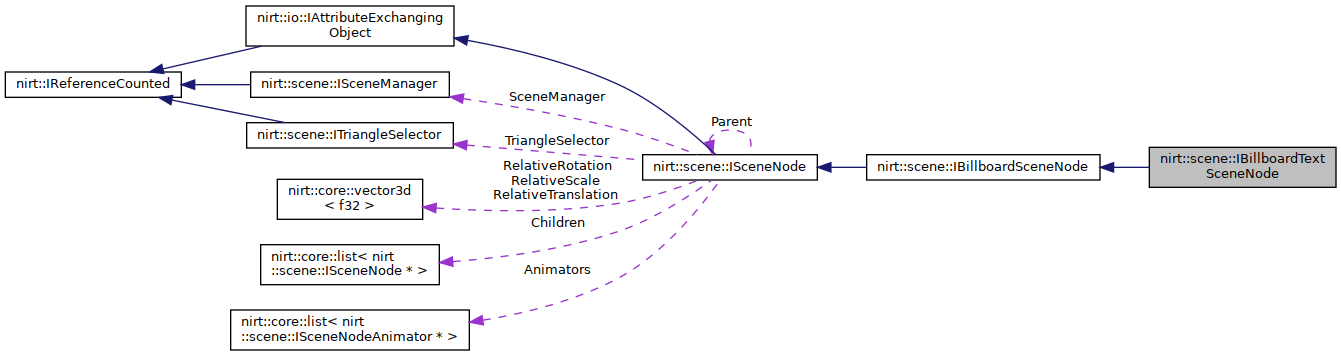 nirt::io::IAttributeExchanging
Object
nirt::IReferenceCounted
nirt::scene::ISceneManager
nirt::scene::ITriangleSelector
nirt::core::vector3d
< f32 >
nirt::core::list< nirt
::scene::ISceneNode * >
nirt::core::list< nirt
::scene::ISceneNodeAnimator * >
SceneManager
TriangleSelector
RelativeRotation
RelativeScale
RelativeTranslation
Children
Animators
Parent
nirt::scene::ISceneNode
nirt::scene::IBillboardSceneNode
nirt::scene::IBillboardText
SceneNode